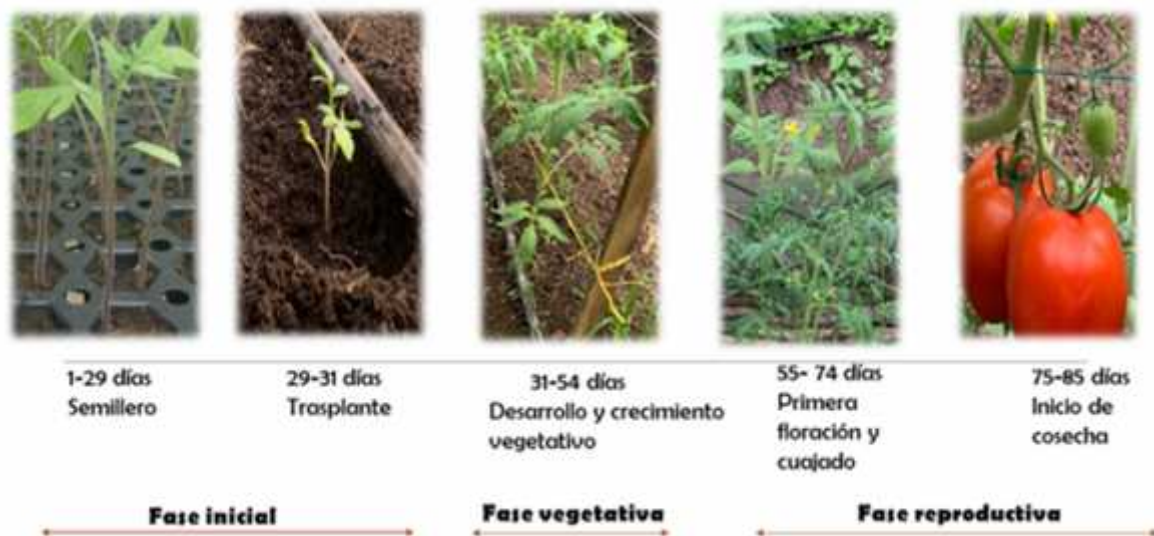 1-29 días
Semillero
29-31 días
Trasplante
31-54 días
Desarrollo y crecimiento
vegetativo
55- 74 días
Primera
floración y
cuajado
75-85 días
Inicio de
cosecha
Fase inicial
Fase vegetativa
Fase reproductiva